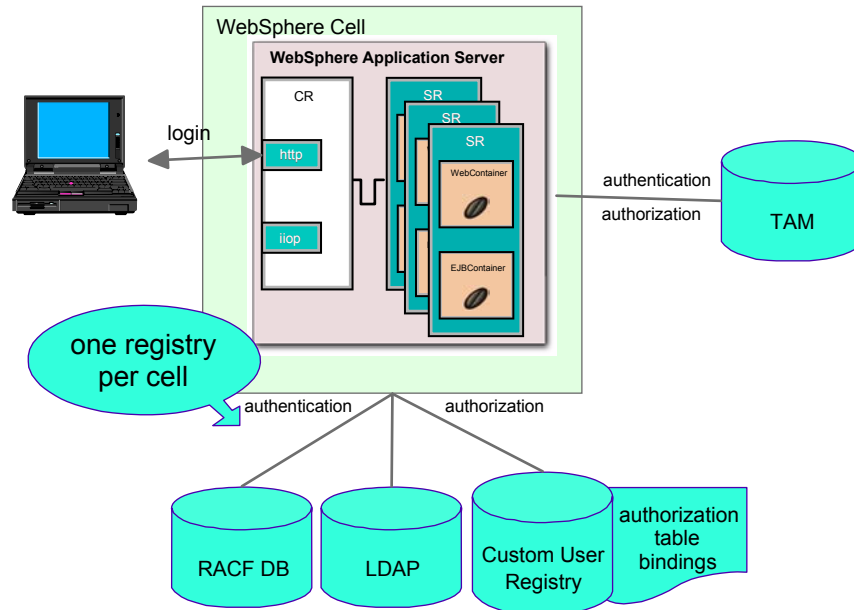 WebSphere Cell
WebSphere Application Server
CR
SR
SR
SR
login
http
WebContainer
authentication
authorization
TAM
iiop
EJBContainer
one registry
per cell
authentication
authorization
RACF DB
LDAP
Custom User
Registry
authorization
table
bindings